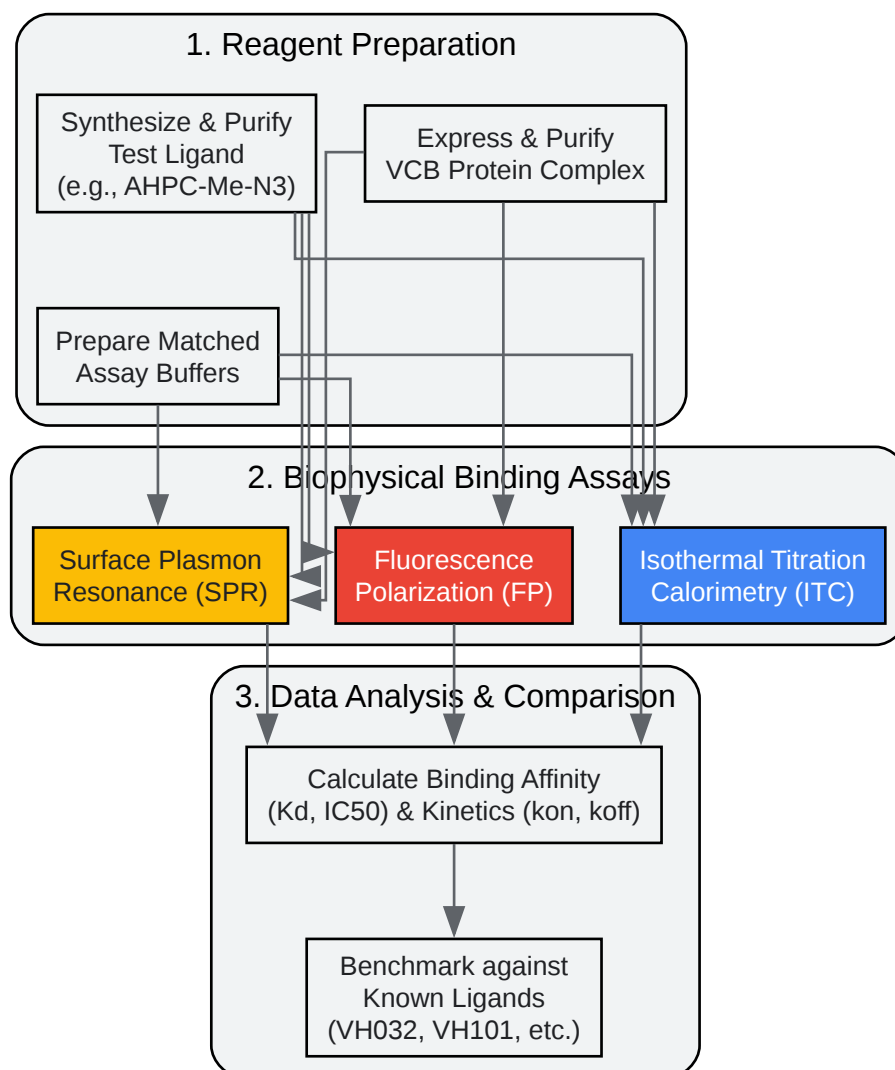 1. Reagent Preparation
Synthesize & Purify
Test Ligand
(e.g., AHPC-Me-N3)
Express & Purify
VCB Protein Complex
Prepare Matched
Assay Buffers
2. Biophysical Binding Assays
Surface Plasmon
Resonance (SPR)
Fluorescence
Polarization (FP)
Isothermal Titration
Calorimetry (ITC)
3. Data Analysis & Comparison
Calculate Binding Affinity
(Kd, IC50) & Kinetics (kon, koff)
Benchmark against
Known Ligands
(VH032, VH101, etc.)